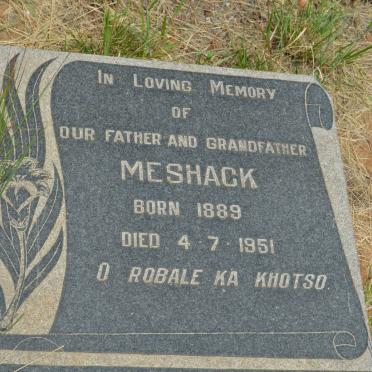 IN LOVING MEMORY
OF
OUR FATHER AND GRANDFATHER
MESHACK
BORN 1889
DIED 4-7-1951
O ROBALE KA KHOTSO